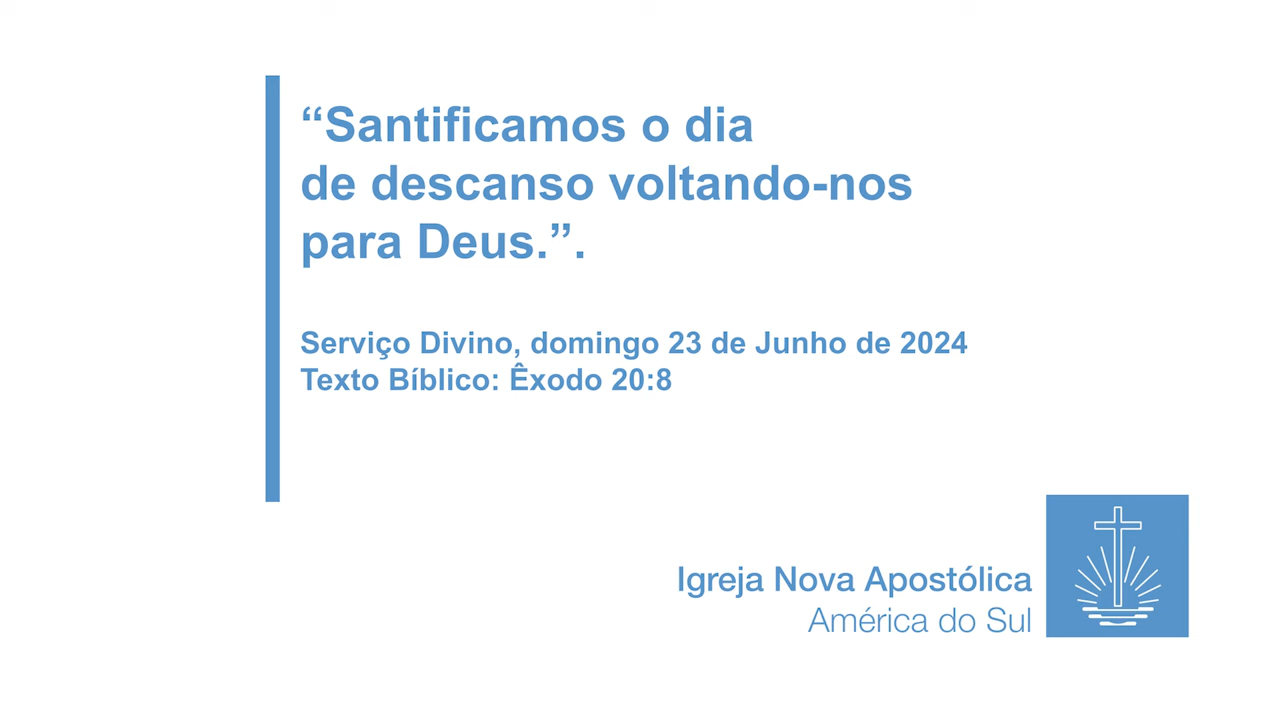 “Santificamos o dia
de descanso voltando-nos
para Deus.”.
Serviço Divino, domingo 23 de Junho de 2024
Texto Bíblico: Êxodo 20:8
Igreja Nova Apostólica
América do Sul